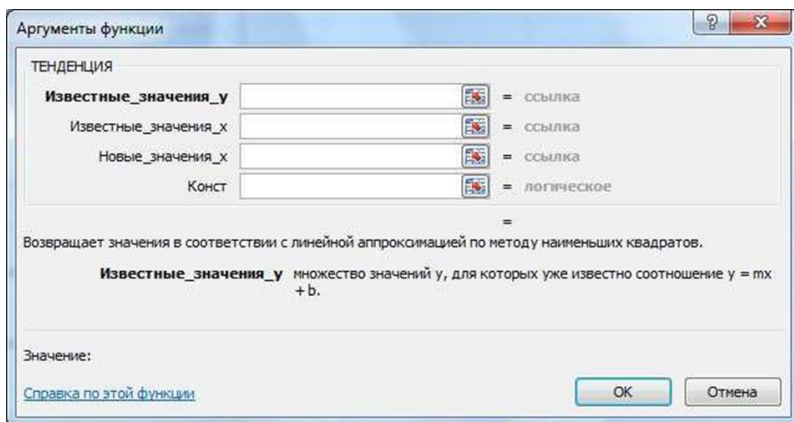 Аргументы функции
ТЕНДЕНЦИЯ
Известные_значения_y = ссылка
Известные_значения_x = ссылка
Новые_значения_x = ссылка
Конст = логическое
=
Возвращает значения в соответствии с линейной аппроксимацией по методу наименьших квадратов.
Известные_значения_y множество значений y, для которых уже известно соотношение y = mx
+ b.
Значение:
Справка по этой функции
ОК Отмена